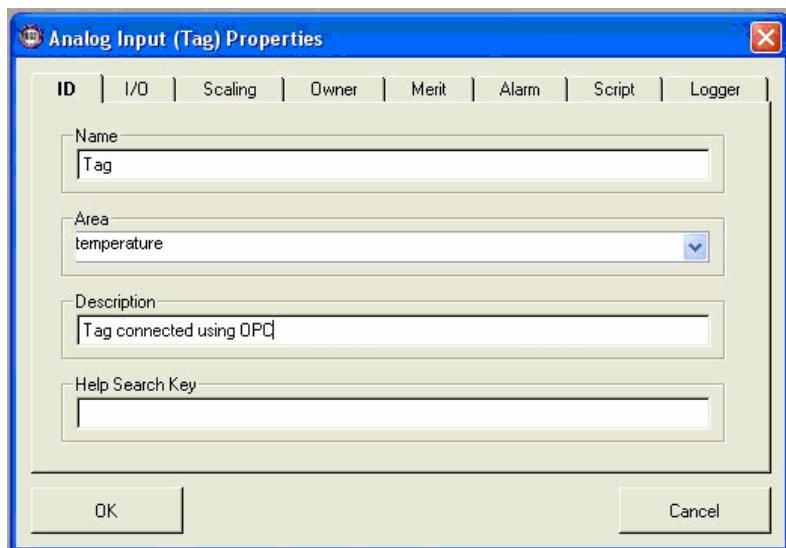 Analog Input (Tag) Properties
ID I/O Scaling Owner Merit Alarm Script Logger
Name
Tag
Area
temperature
Description
Tag connected using OPC
Help Search Key
OK Cancel